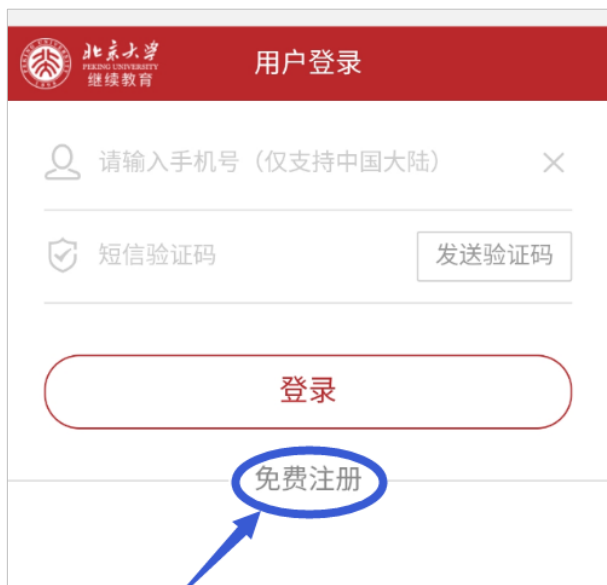 北京大学
PEKING UNIVERSITY
继续教育
用户登录
请输入手机号（仅支持中国大陆）
短信验证码
发送验证码
登录
免费注册